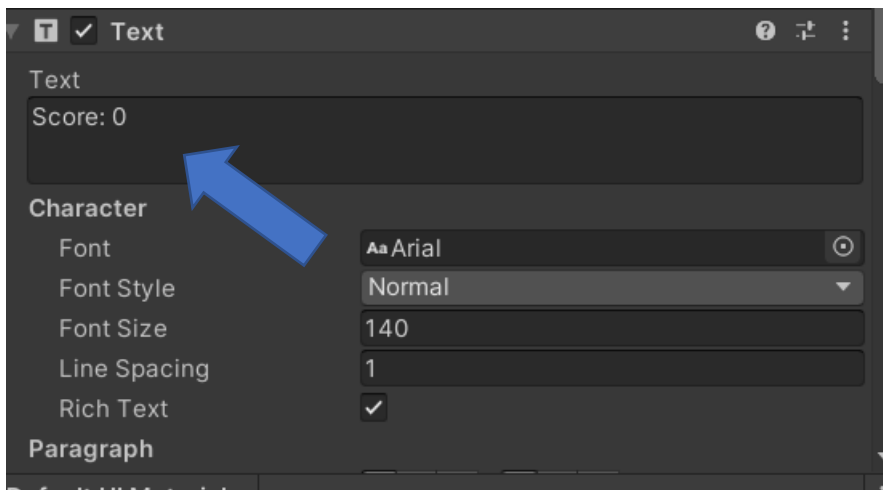 T Text
Text
Score: 0
Character
Font Aa Arial
Font Style Normal
Font Size 140
Line Spacing 1
Rich Text
Paragraph